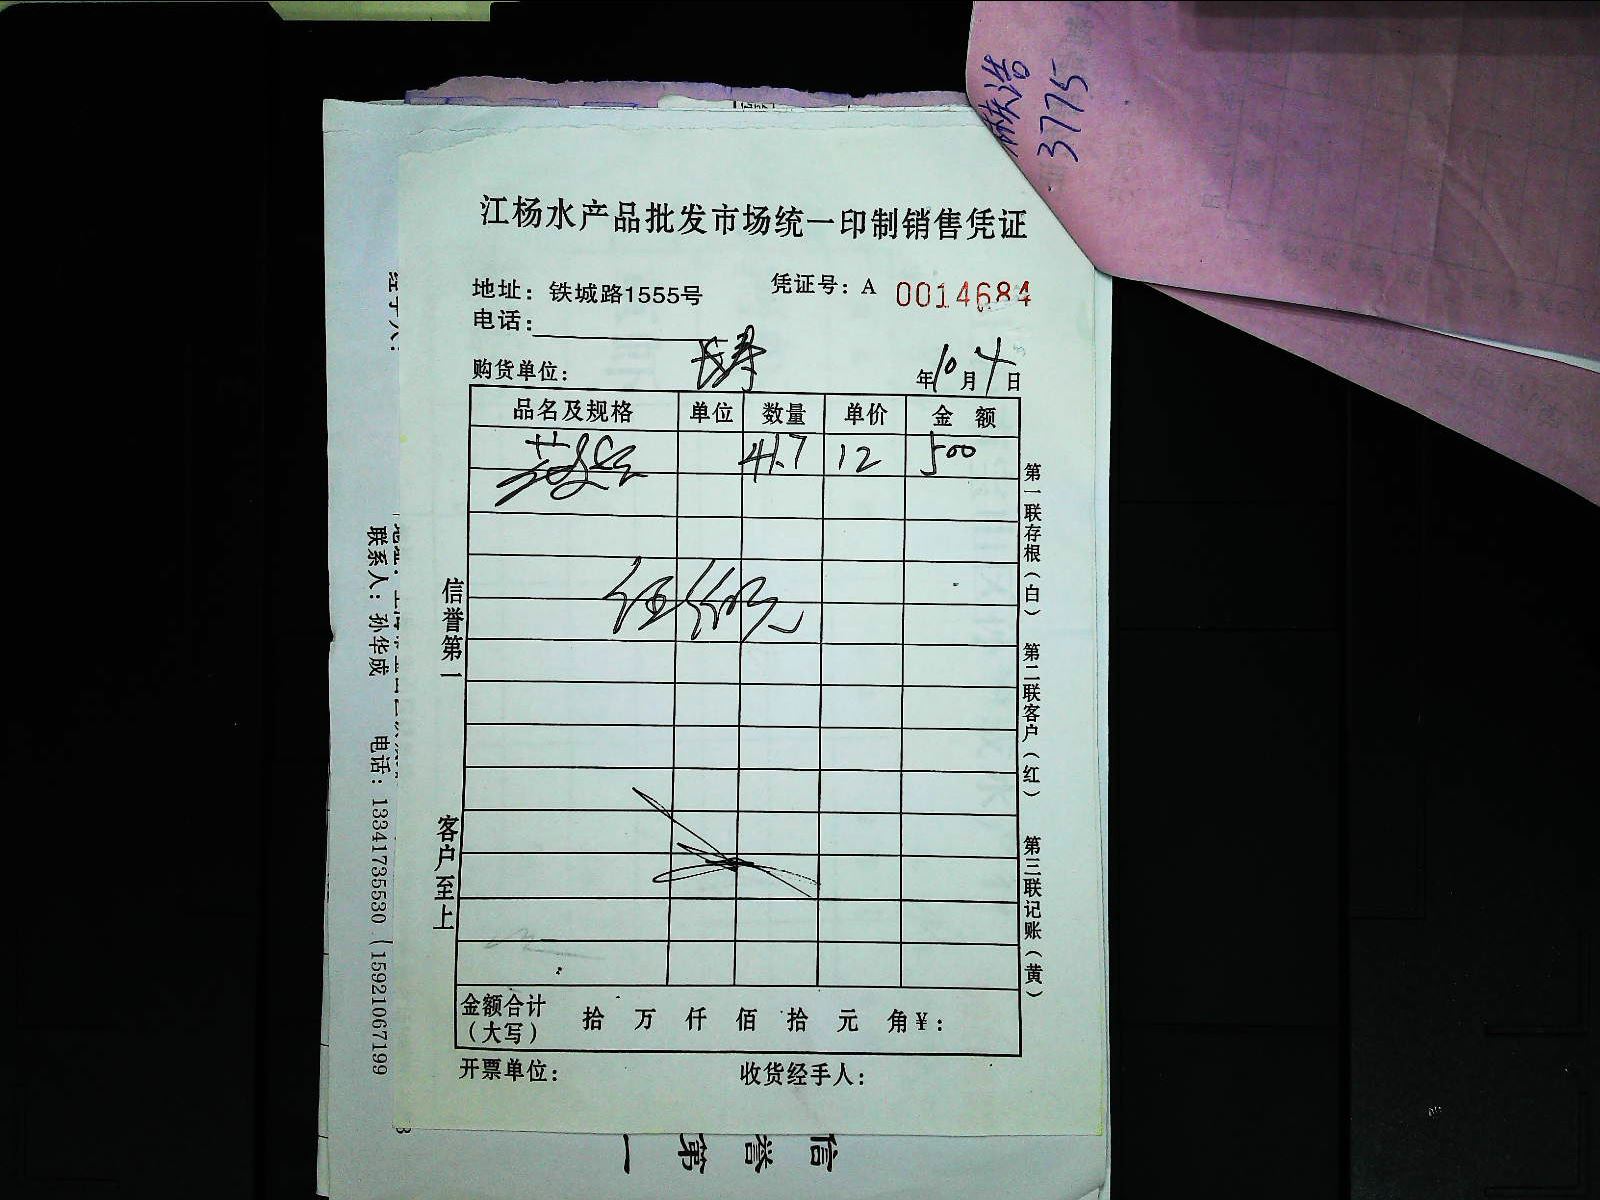 江杨水产品批发市场统一印制销售凭证
地址：铁城路1555号
凭证号：A 0014684
电话：
购货单位： 长寿
年10月4日
品名及规格 单位 数量 单价 金 额
41.7 12 500
信誉第一
客户至上
第一联存根（白）
第二联客户（红）
第三联记账（黄）
金额合计（大写） 拾 万 仟 佰 拾 元 角 ￥：
开票单位：
收货经手人：
3775
联系人：孙华成 电话：13341735530（15921067199
信誉第一